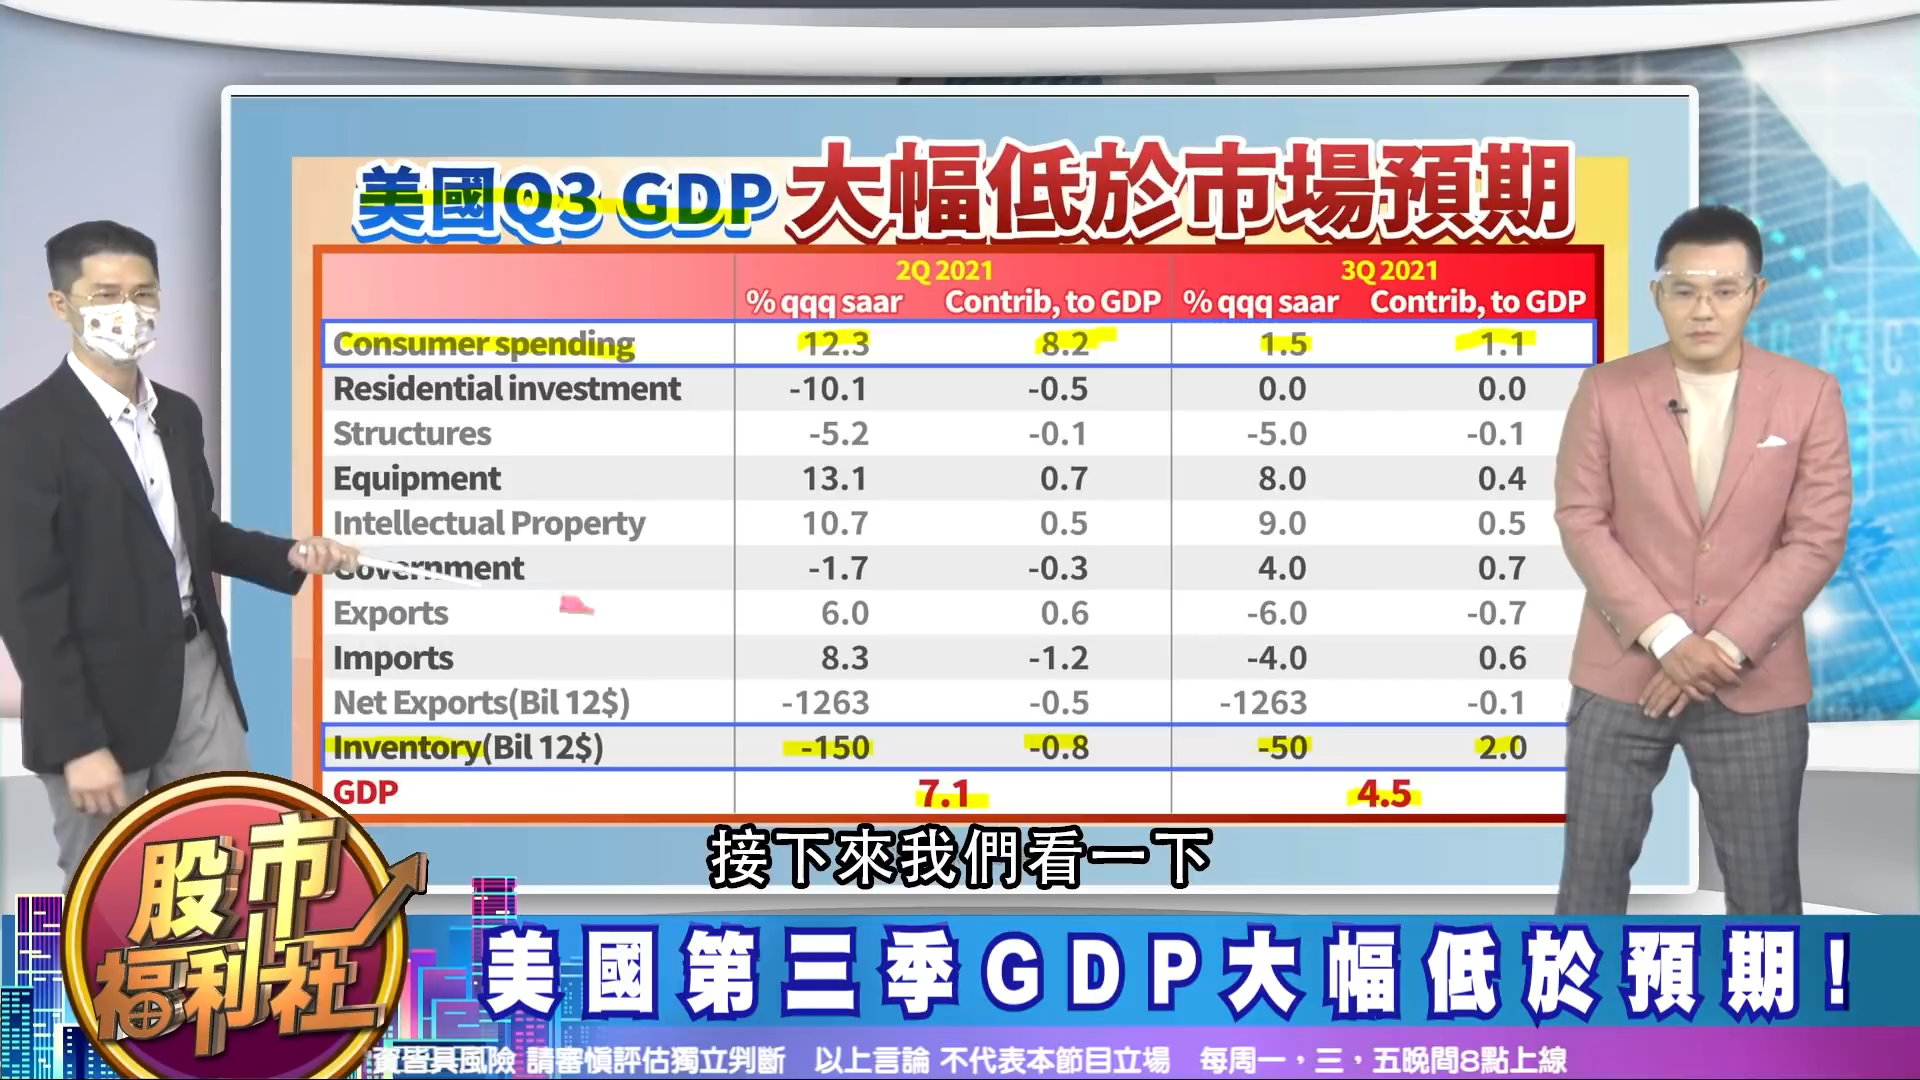 美國Q3 GDP 大幅低於市場預期
2Q 2021 3Q 2021
% qqq saar Contrib, to GDP % qqq saar Contrib, to GDP
Consumer spending 12.3 8.2 1.5 1.1
Residential investment -10.1 -0.5 0.0 0.0
Structures -5.2 -0.1 -5.0 -0.1
Equipment 13.1 0.7 8.0 0.4
Intellectual Property 10.7 0.5 9.0 0.5
Government -1.7 -0.3 4.0 0.7
Exports 6.0 0.6 -6.0 -0.7
Imports 8.3 -1.2 -4.0 0.6
Net Exports(Bil 12$) -1263 -0.5 -1263 -0.1
Inventory(Bil 12$) -150 -0.8 -50 2.0
GDP 7.1 4.5
接下來我們看一下
股市
福利社
美國第三季GDP大幅低於預期!
資皆具風險 請審慎評估獨立判斷 以上言論 不代表本節目立場 每周一，三，五晚間8點上線